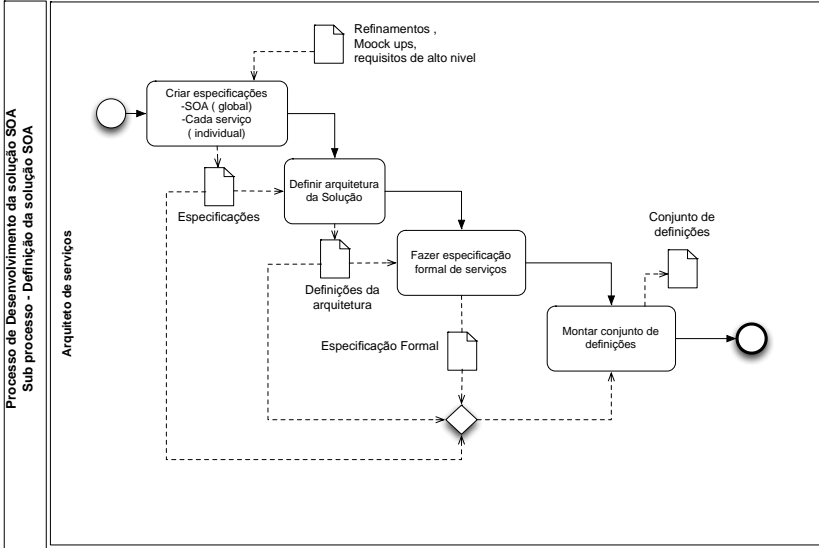 Processo de Desenvolvimento da solução SOA
Sub processo - Definição da solução SOA
Arquiteto de serviços
Refinamentos ,
Moock ups,
requisitos de alto nivel
Criar especificações
-SOA ( global)
-Cada serviço
( individual)
Especificações
Definir arquitetura
da Solução
Definições da
arquitetura
Fazer especificação
formal de serviços
Especificação Formal
Conjunto de
definições
Montar conjunto de
definições